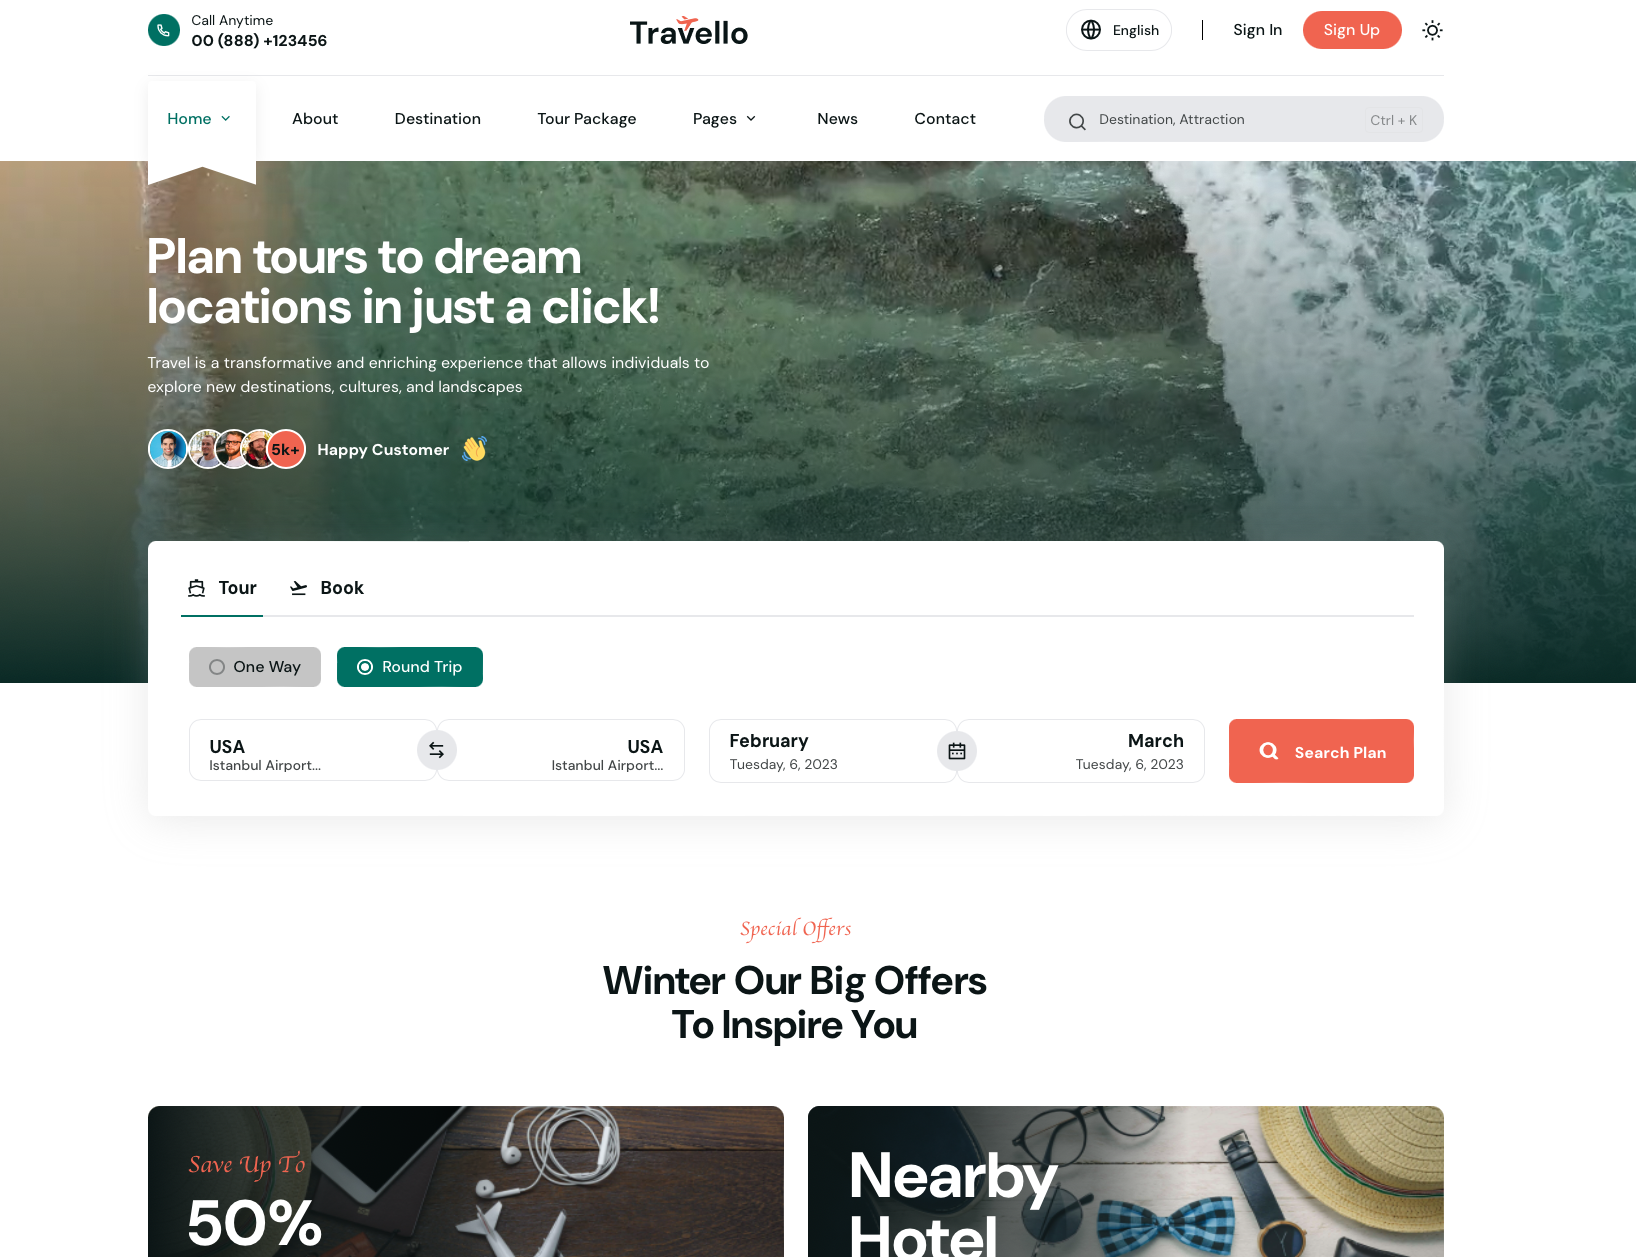 Call Anytime
00 (888) +123456
Travello
English
Sign In
Sign Up
Home
About
Destination
Tour Package
Pages
News
Contact
Destination, Attraction
Ctrl + K
Plan tours to dream
locations in just a click!
Travel is a transformative and enriching experience that allows individuals to
explore new destinations, cultures, and landscapes
5k+
Happy Customer
Tour
Book
One Way
Round Trip
USA
Istanbul Airport...
USA
Istanbul Airport...
February
Tuesday, 6, 2023
March
Tuesday, 6, 2023
Search Plan
Special Offers
Winter Our Big Offers
To Inspire You
Save Up To
50%
Nearby
Hotel